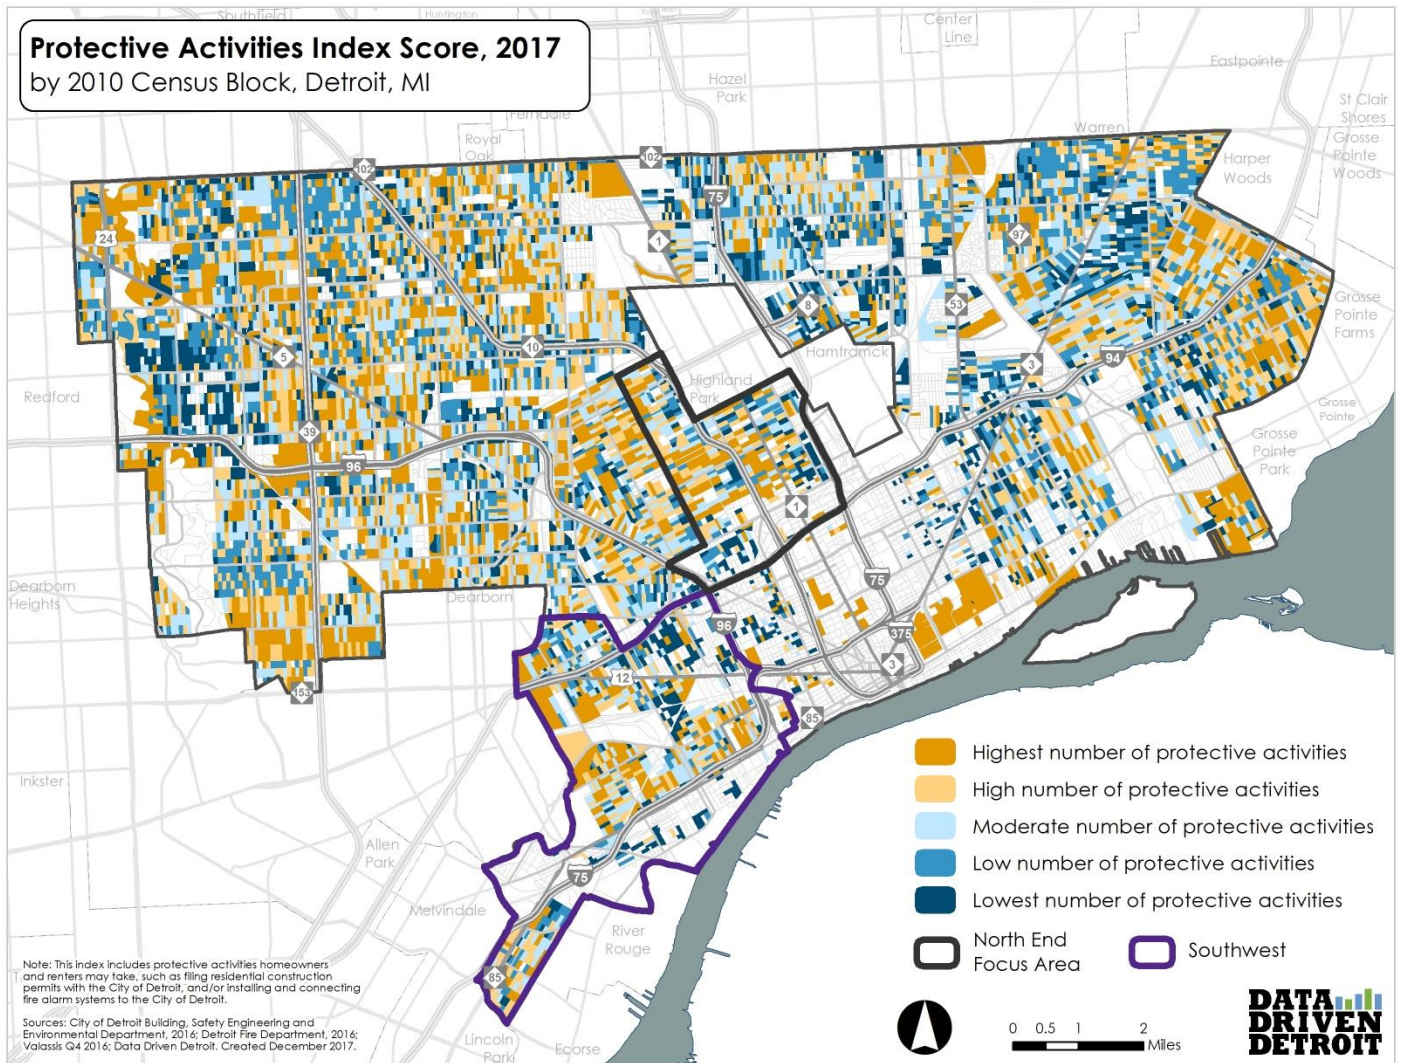 Protective Activities Index Score, 2017
by 2010 Census Block, Detroit, MI
Southfield
Huntington
Center
Line
Eastpointe
Hazel
Park
St Clair
Shores
Ferndale
Royal
Oak
Warren
Grosse
Pointe
Woods
Harper
Woods
102
102
75
24
1
97
8
53
Grosse
Pointe
Farms
10
5
Hamtramck
3
94
Redford
Highland
Park
Grosse
Pointe
39
96
Grosse
Pointe
Park
1
75
Dearborn
Heights
Dearborn
96
375
3
12
153
85
Inkster
Allen
Park
75
Melvindale
River
Rouge
85
Lincoln
Park
Ecorse
Highest number of protective activities
High number of protective activities
Moderate number of protective activities
Low number of protective activities
Lowest number of protective activities
North End
Focus Area
Southwest
Note: This index includes protective activities homeowners
and renters may take, such as filing residential construction
permits with the City of Detroit, and/or installing and connecting
fire alarm systems to the City of Detroit.
Sources: City of Detroit Building, Safety Engineering and
Environmental Department, 2016; Detroit Fire Department, 2016;
Valassis Q4 2016; Data Driven Detroit. Created December 2017.
0 0.5 1 2
Miles
DATA
DRIVEN
DETROIT